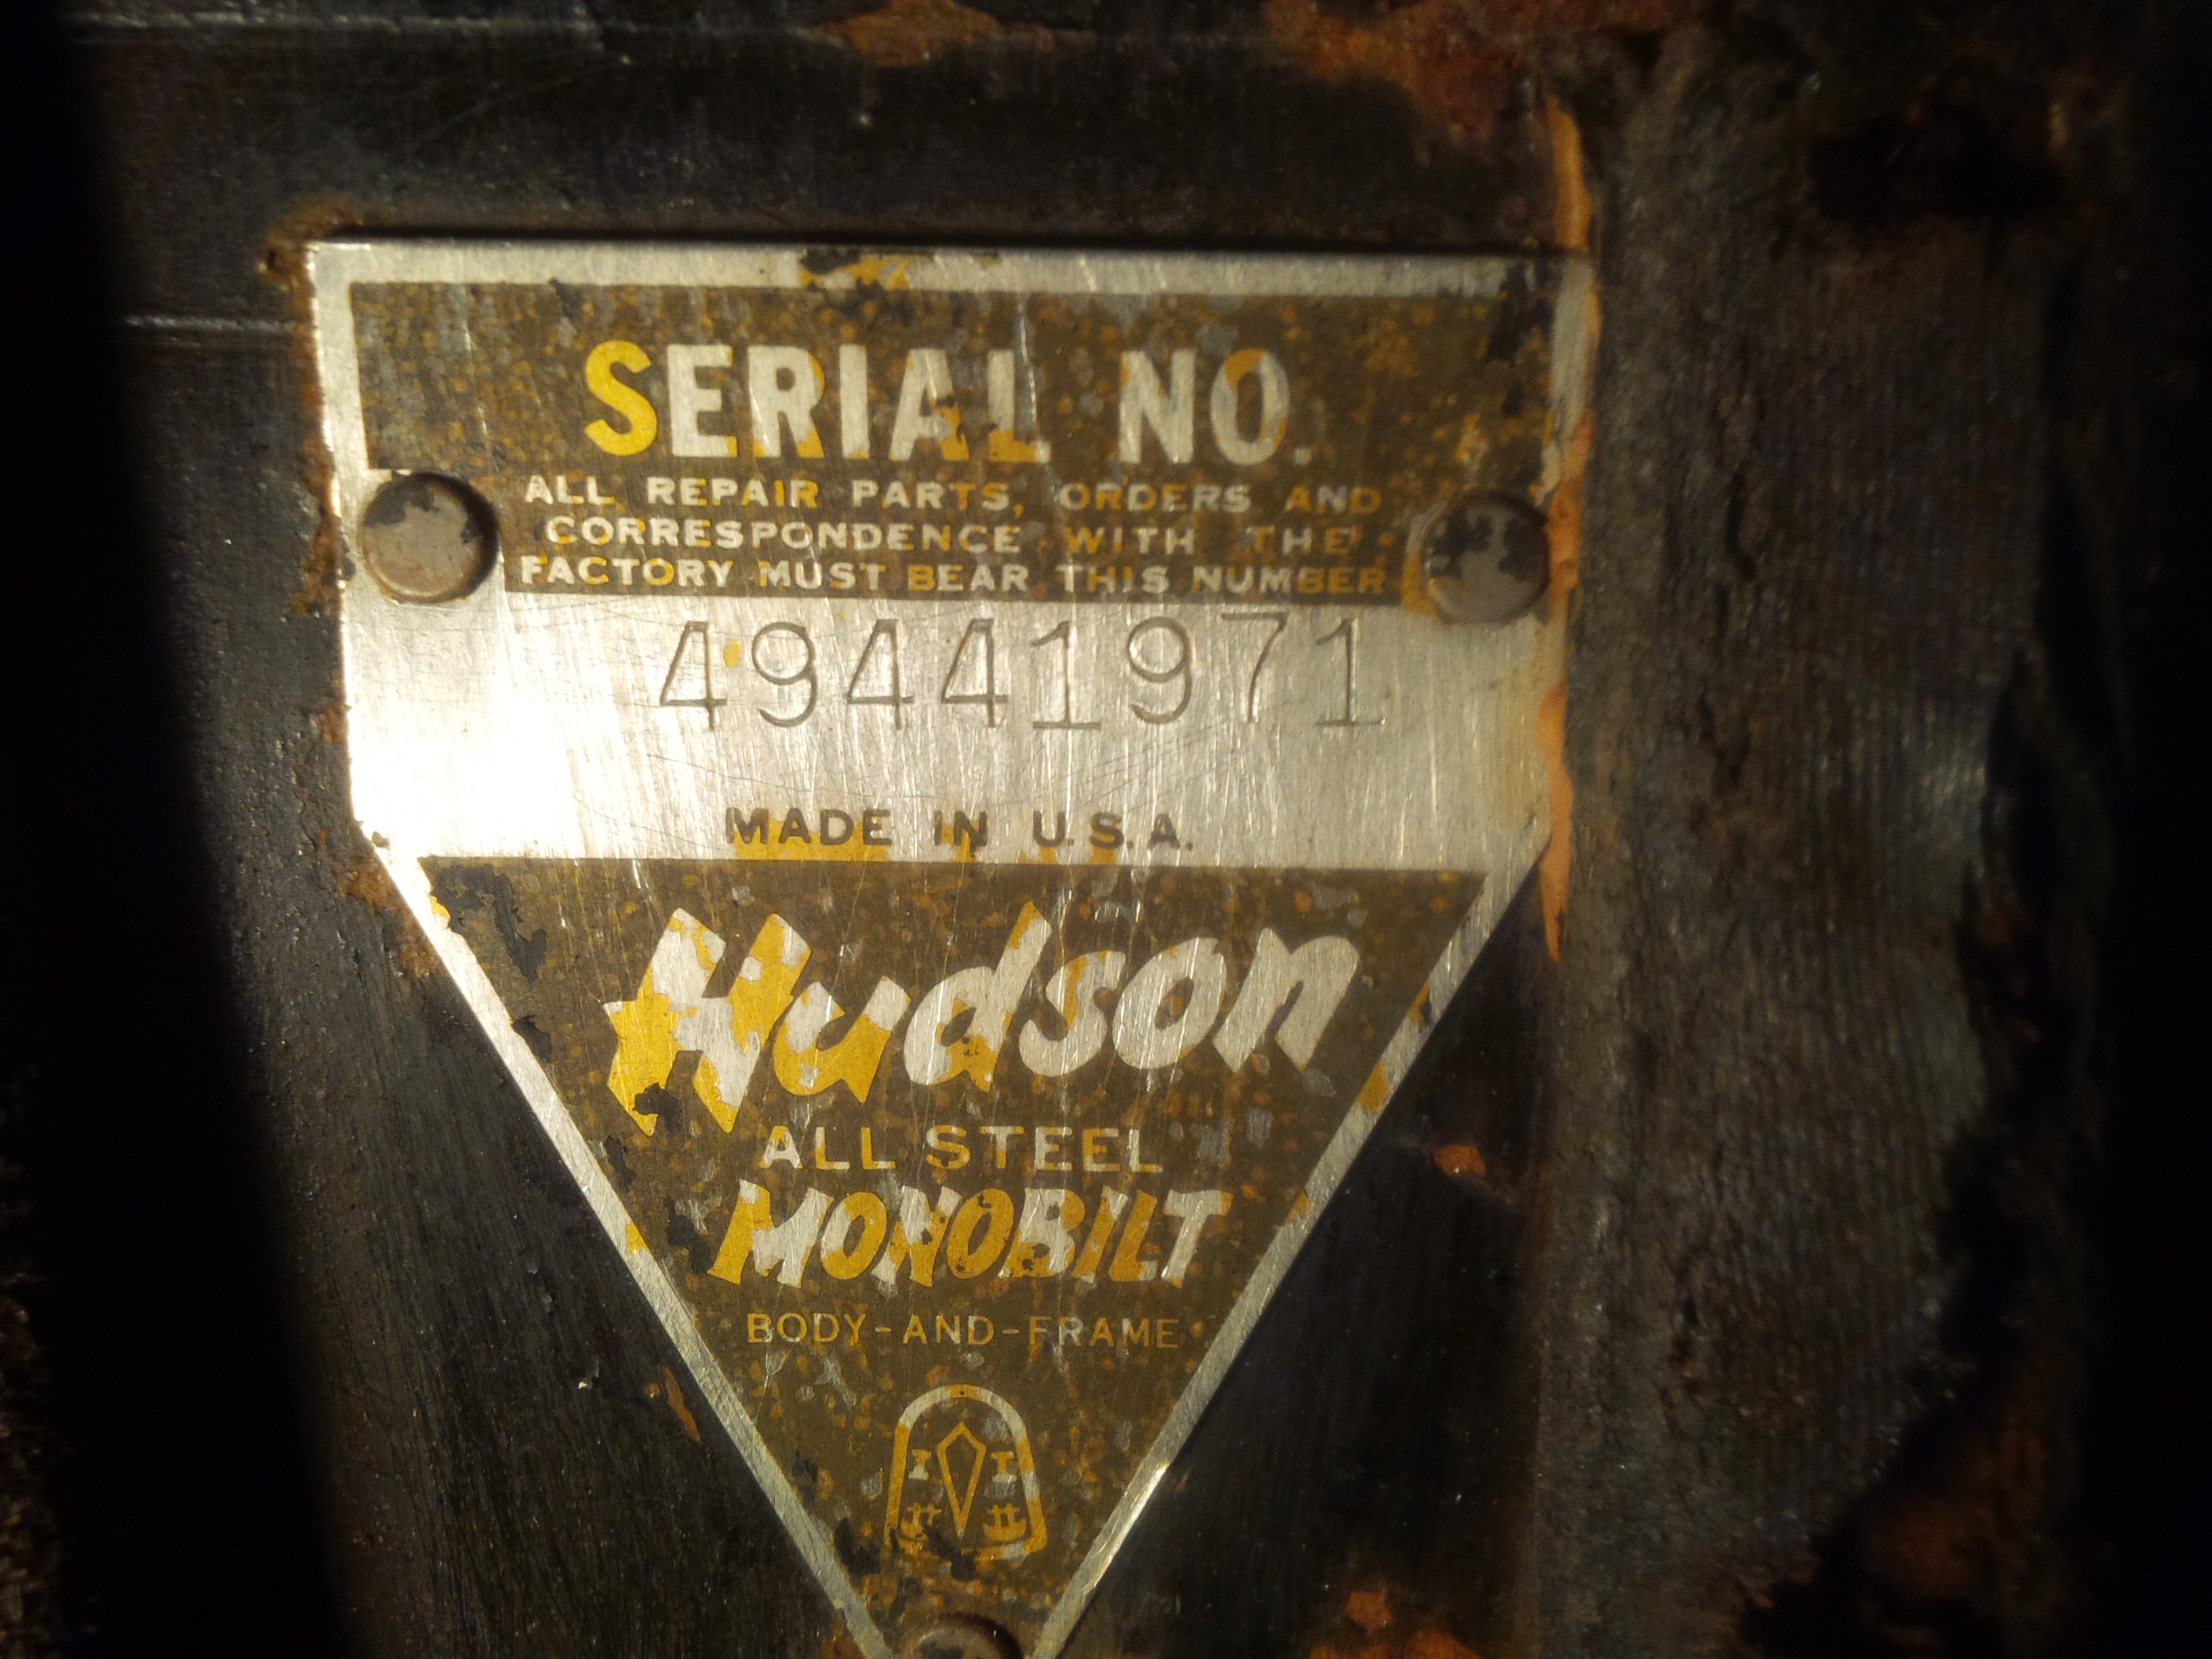 SERIAL NO.
ALL REPAIR PARTS, ORDERS AND
CORRESPONDENCE WITH THE
FACTORY MUST BEAR THIS NUMBER
49441971
MADE IN U.S.A.
Hudson
ALL STEEL
MONOBILT
BODY-AND-FRAME